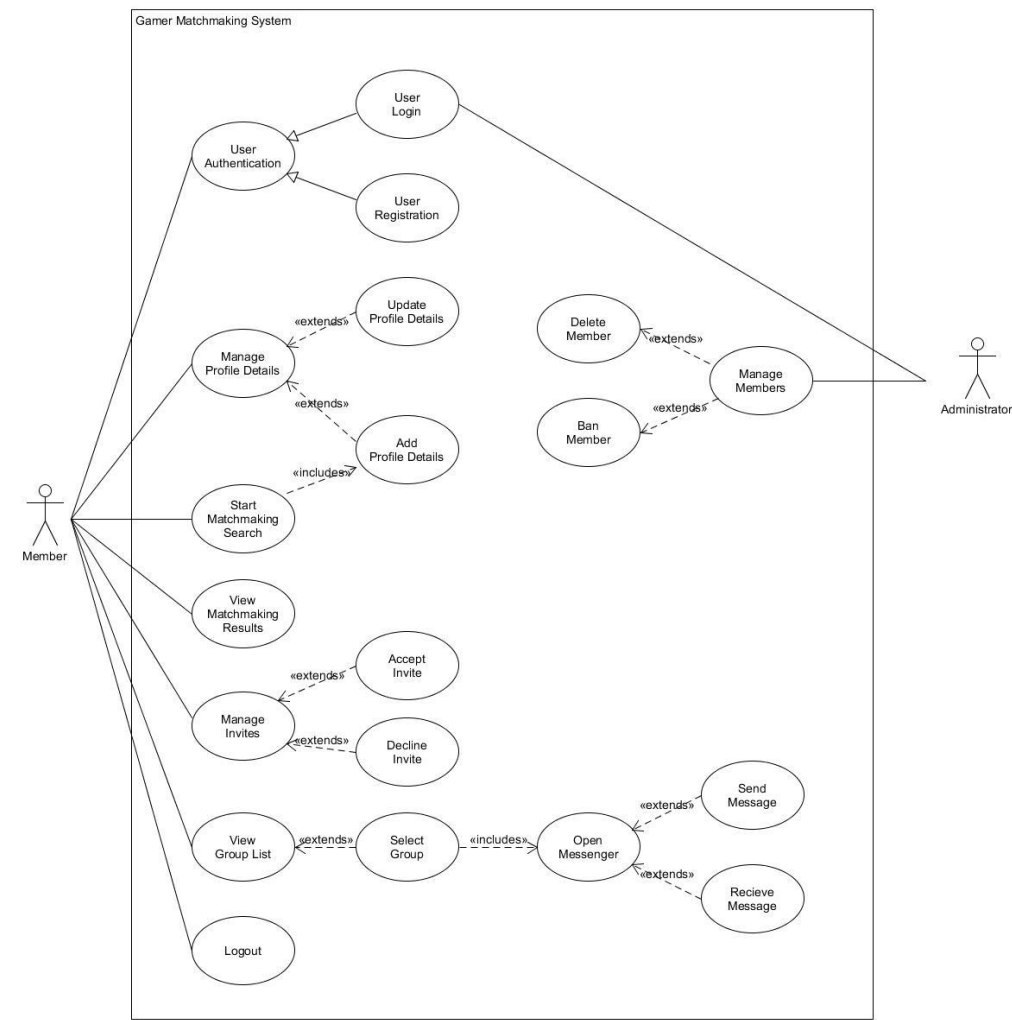 Gamer Matchmaking System
User
Login
User
Authentication
User
Registration
Update
Profile Details
«extends»
Manage
Profile Details
«extends»
Add
Profile Details
«includes»
Start
Matchmaking
Search
Delete
Member
«extends»
Manage
Members
«extends»
Ban
Member
Administrator
Member
View
Matchmaking
Results
Accept
Invite
«extends»
Manage
Invites
«extends»
Decline
Invite
Send
Message
«extends»
View
Group List
«extends»
Select
Group
«includes»
Open
Messenger
«extends»
Recieve
Message
Logout